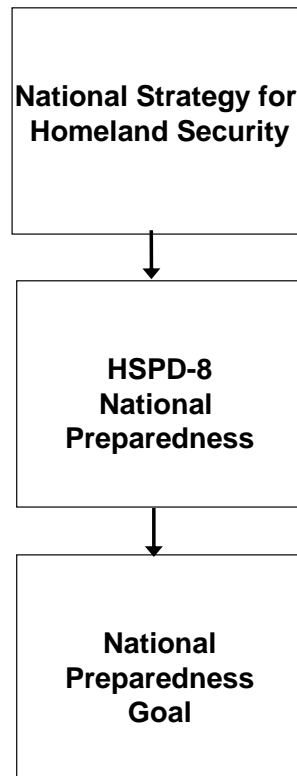 National Strategy for
Homeland Security
HSPD-8
National
Preparedness
National
Preparedness
Goal